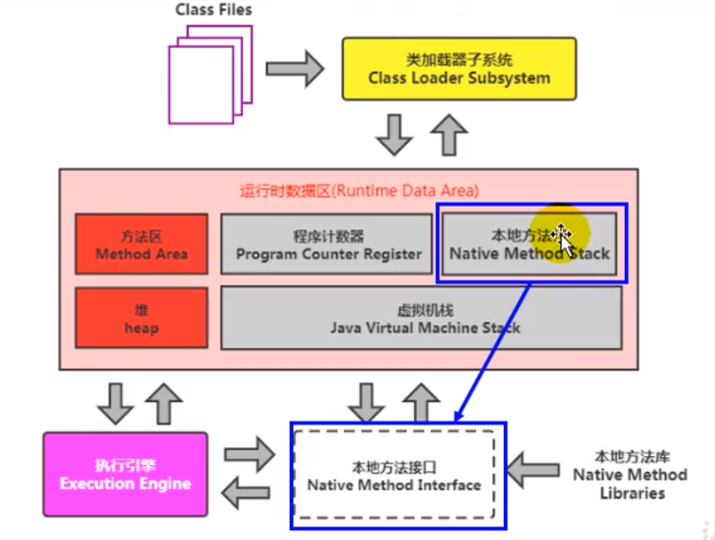 Class Files
类加载器子系统
Class Loader Subsystem
运行时数据区(Runtime Data Area)
方法区
Method Area
程序计数器
Program Counter Register
本地方法
Native Method Stack
堆
heap
虚拟机栈
Java Virtual Machine Stack
执行引擎
Execution Engine
本地方法接口
Native Method Interface
本地方法库
Native Method
Libraries